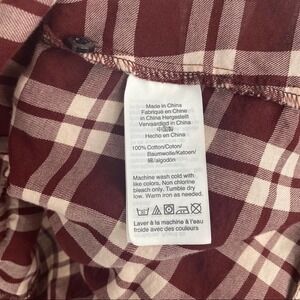 Made in China
Fabriqué en Chine
in China Hergestellt
Vervaardigd in China
中国製
Hecho en China
100% Cotton/Coton/
Baumwolle/Katoen/
綿/algodón
Machine wash cold with
like colors. Non chlorine
bleach only. Tumble dry
low. Warm iron as needed.
Laver à la machine à l'eau
froide avec des couleurs